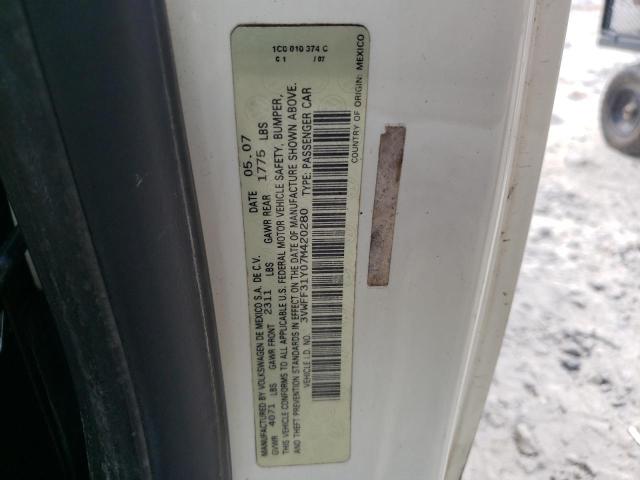 1C0 010 374 C
C 1 / 07
MANUFACTURED BY VOLKSWAGEN DE MEXICO S.A. DE C.V. DATE 05.07
GVWR 4071 LBS GAWR FRONT 2311 LBS GAWR REAR 1775 LBS
THIS VEHICLE CONFORMS TO ALL APPLICABLE U.S. FEDERAL MOTOR VEHICLE SAFETY, BUMPER,
AND THEFT PREVENTION STANDARDS IN EFFECT ON THE DATE OF MANUFACTURE SHOWN ABOVE.
VEHICLE I.D. NO. 3VWFF31Y07M420280 TYPE: PASSENGER CAR
COUNTRY OF ORIGIN: MEXICO